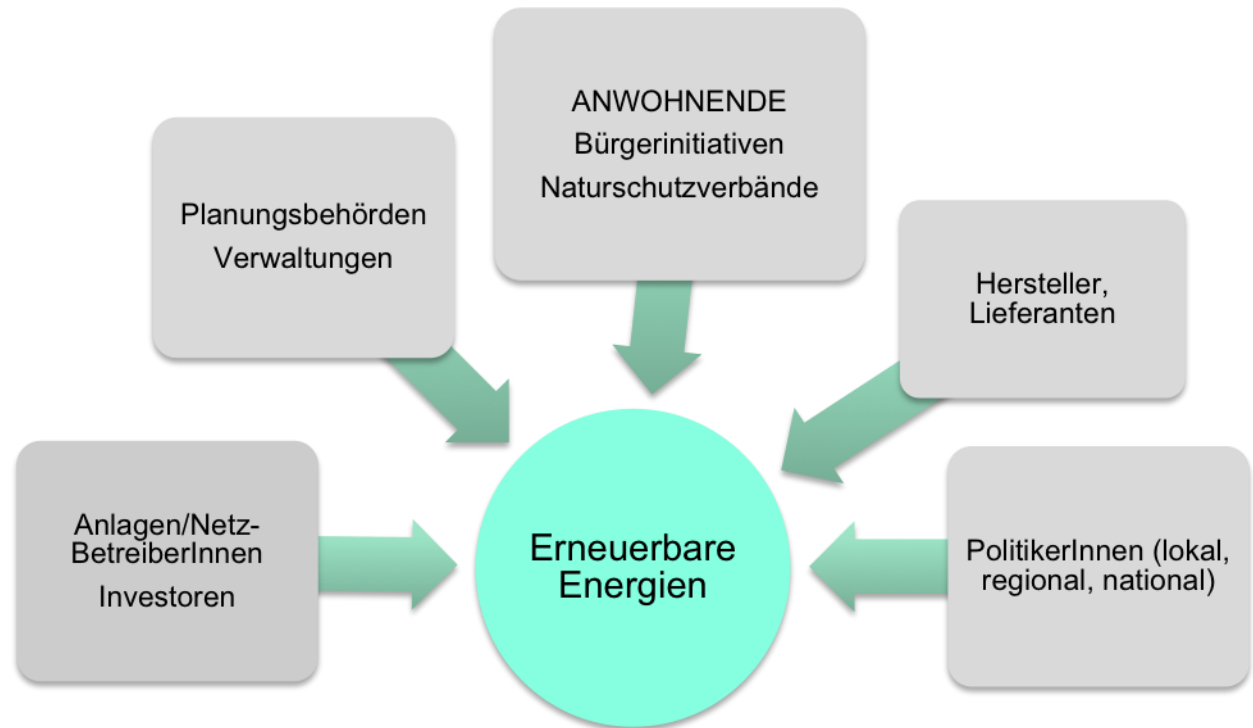 ANWOHNENDE
Bürgerinitiativen
Naturschutzverbände
Planungsbehörden
Verwaltungen
Hersteller,
Lieferanten
Anlagen/Netz-
BetreiberInnen
Investoren
Erneuerbare
Energien
PolitikerInnen (lokal,
regional, national)